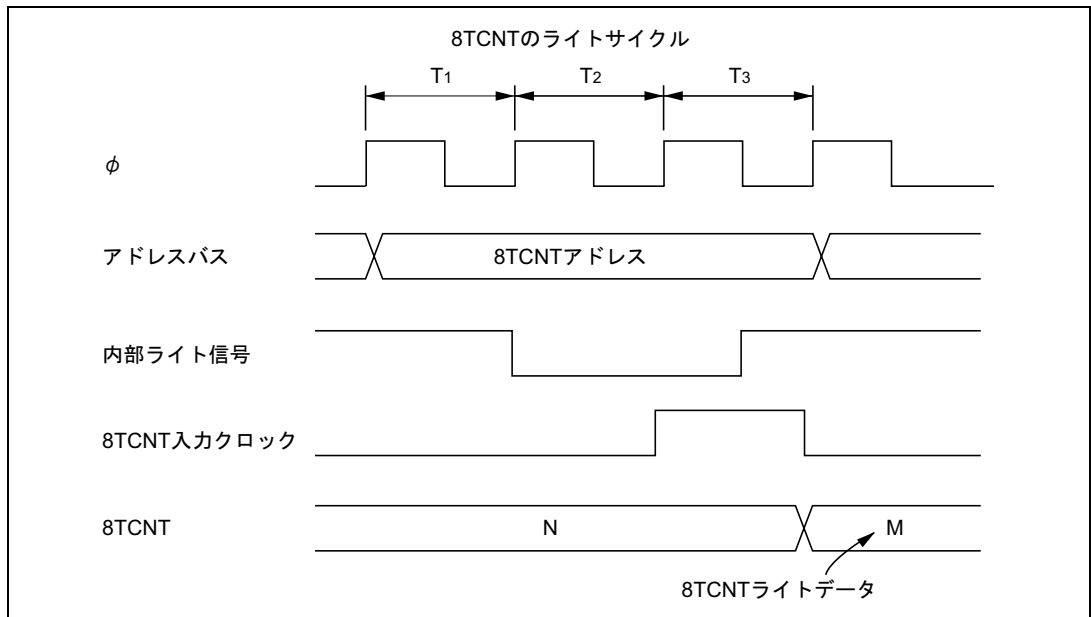 8TCNTのライトサイクル
T1 T2 T3
φ
アドレスバス 8TCNTアドレス
内部ライト信号
8TCNT入力クロック
8TCNT N M
8TCNTライトデータ